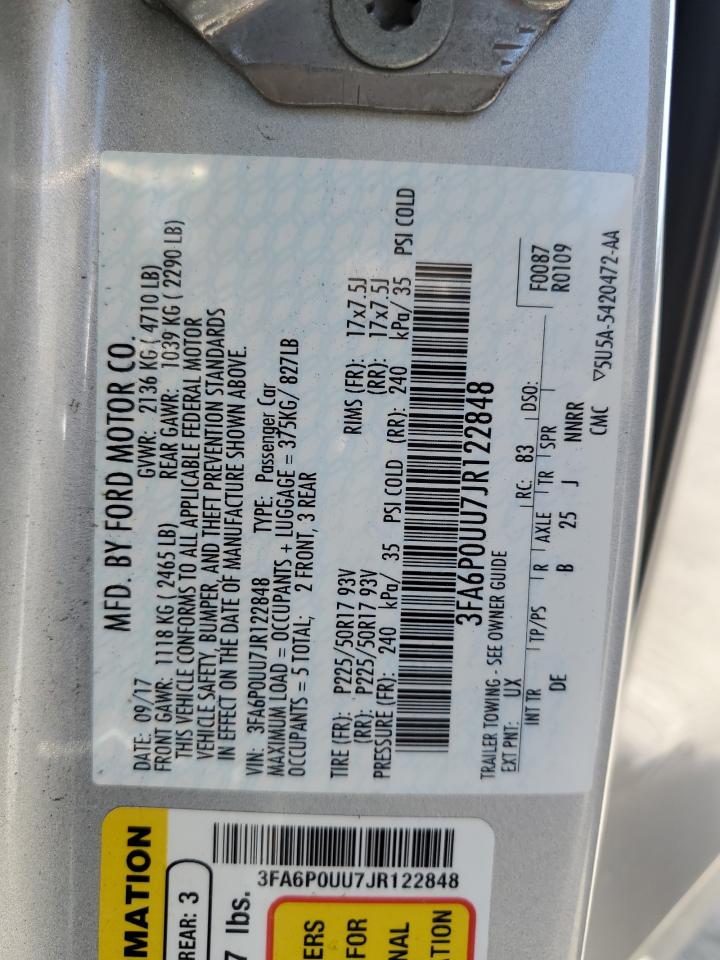 MFD. BY FORD MOTOR CO.
DATE: 09/17 GVWR: 2136 KG ( 4710 LB)
FRONT GAWR: 1118 KG ( 2465 LB) REAR GAWR: 1039 KG ( 2290 LB)
THIS VEHICLE CONFORMS TO ALL APPLICABLE FEDERAL MOTOR
VEHICLE SAFETY, BUMPER, AND THEFT PREVENTION STANDARDS
IN EFFECT ON THE DATE OF MANUFACTURE SHOWN ABOVE.
VIN: 3FA6P0UU7JR122848 TYPE: Passenger Car
MAXIMUM LOAD = OCCUPANTS + LUGGAGE = 375KG/ 827LB
OCCUPANTS = 5 TOTAL; 2 FRONT, 3 REAR
TIRE (FR): P225/50R17 93V RIMS (FR): 17x7.5J
(RR): P225/50R17 93V (RR): 17x7.5J
PRESSURE (FR): 240 kPa/ 35 PSI COLD (RR): 240 kPa/ 35 PSI COLD
3FA6P0UU7JR122848
TRAILER TOWING - SEE OWNER GUIDE
EXT PNT: UX RC: 83 DSO: F0087
INT TR TP/PS R AXLE TR SPR R0109
DE B 25 J NNRR
CMC ▽5U5A-5420472-AA
MATION
REAR: 3
7 lbs.
3FA6P0UU7JR122848
ERS
FOR
NAL
ATION